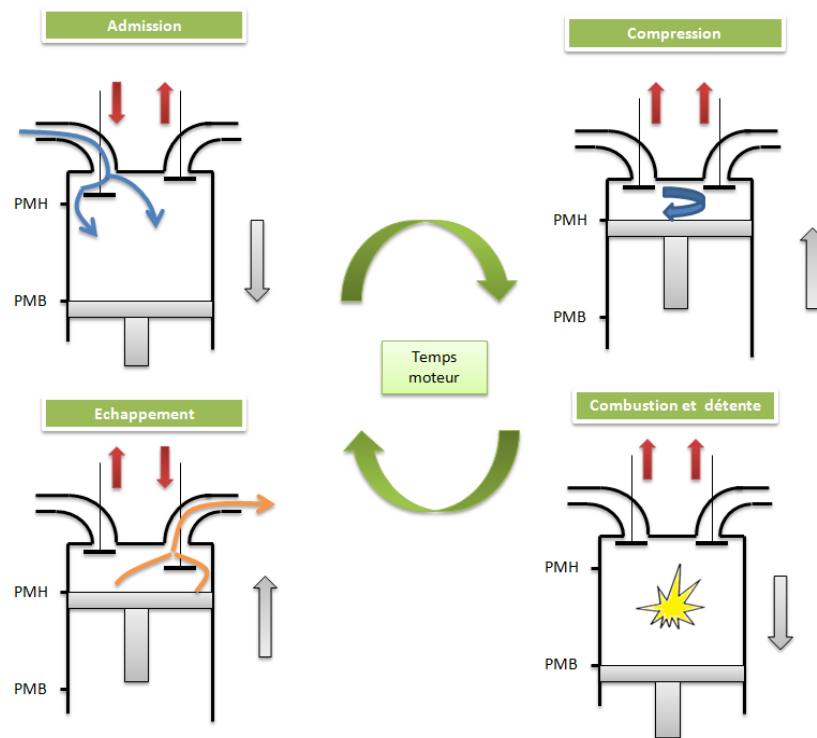 Admission
Compression
PMH
PMB
PMH
PMB
Temps
moteur
Echappement
Combustion et détente
PMH
PMB
PMH
PMB